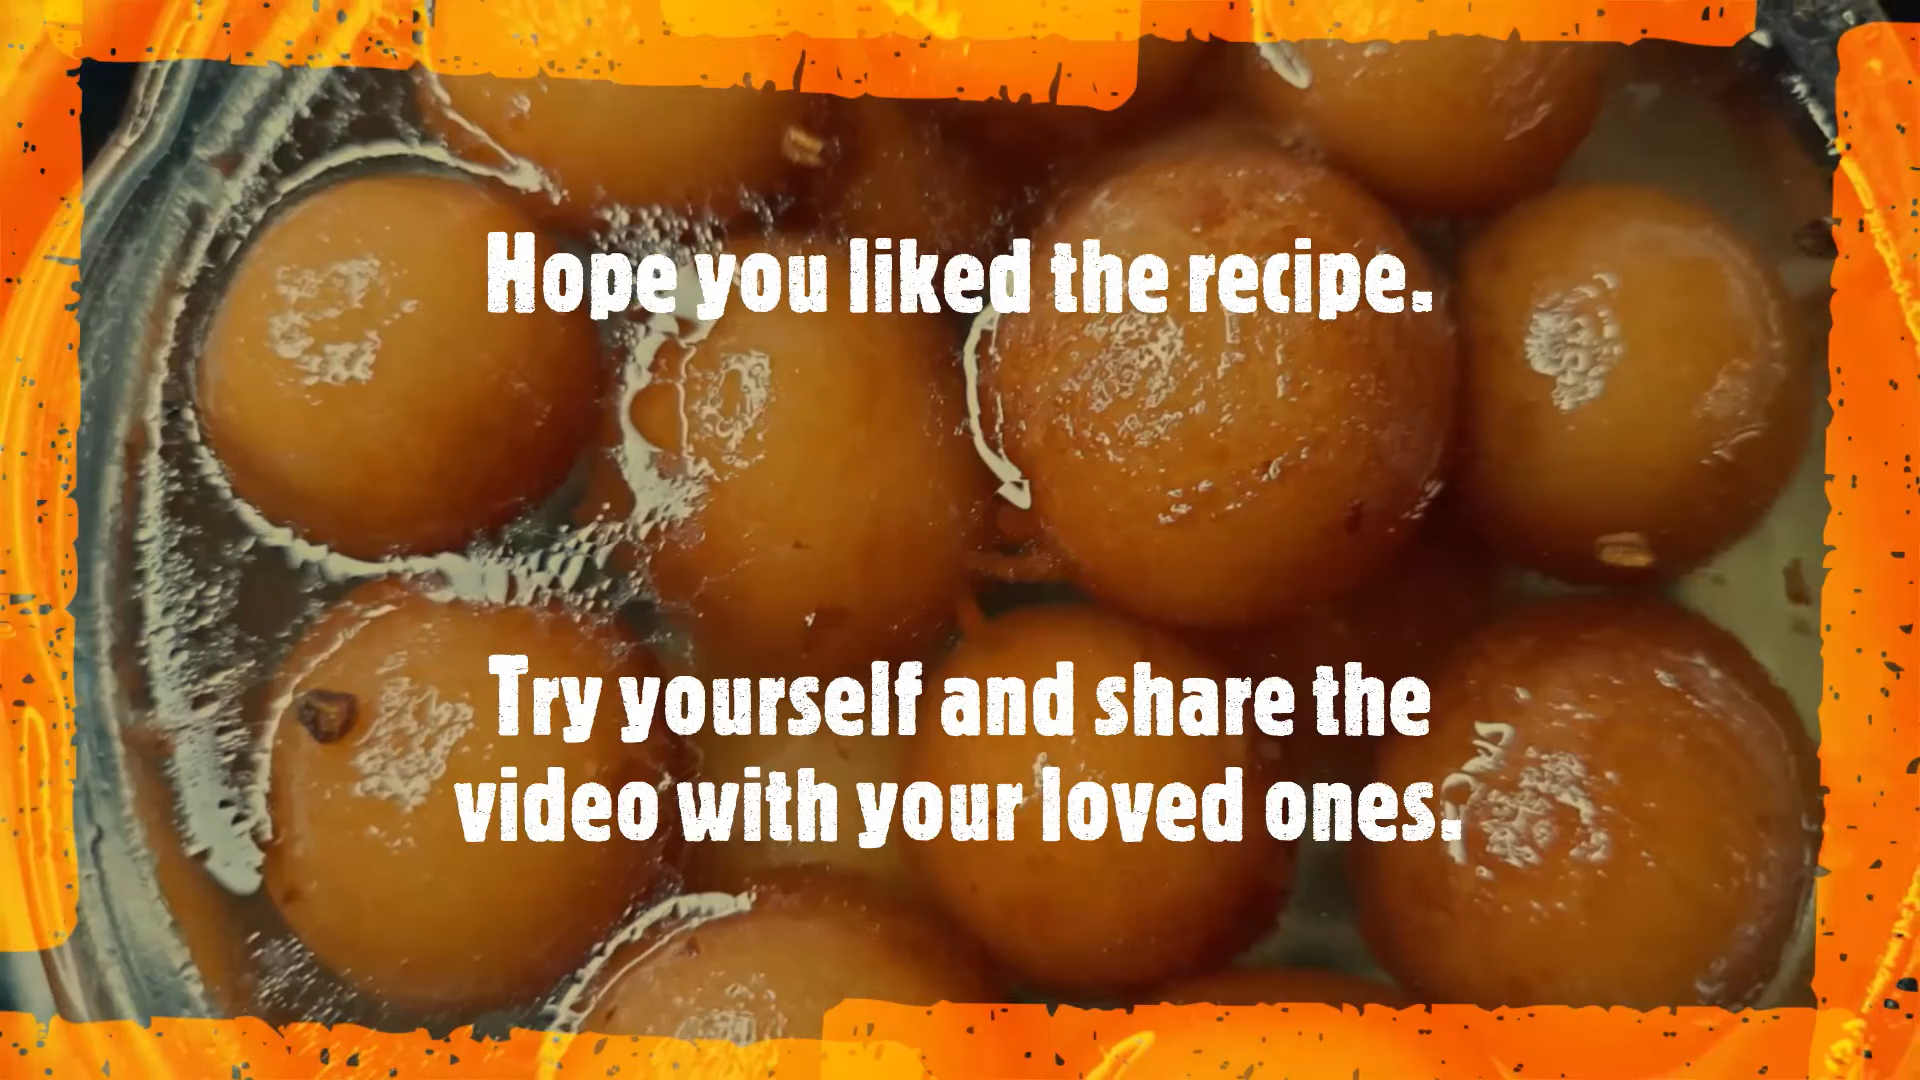 Hope you liked the recipe.
Try yourself and share the
video with your loved ones.